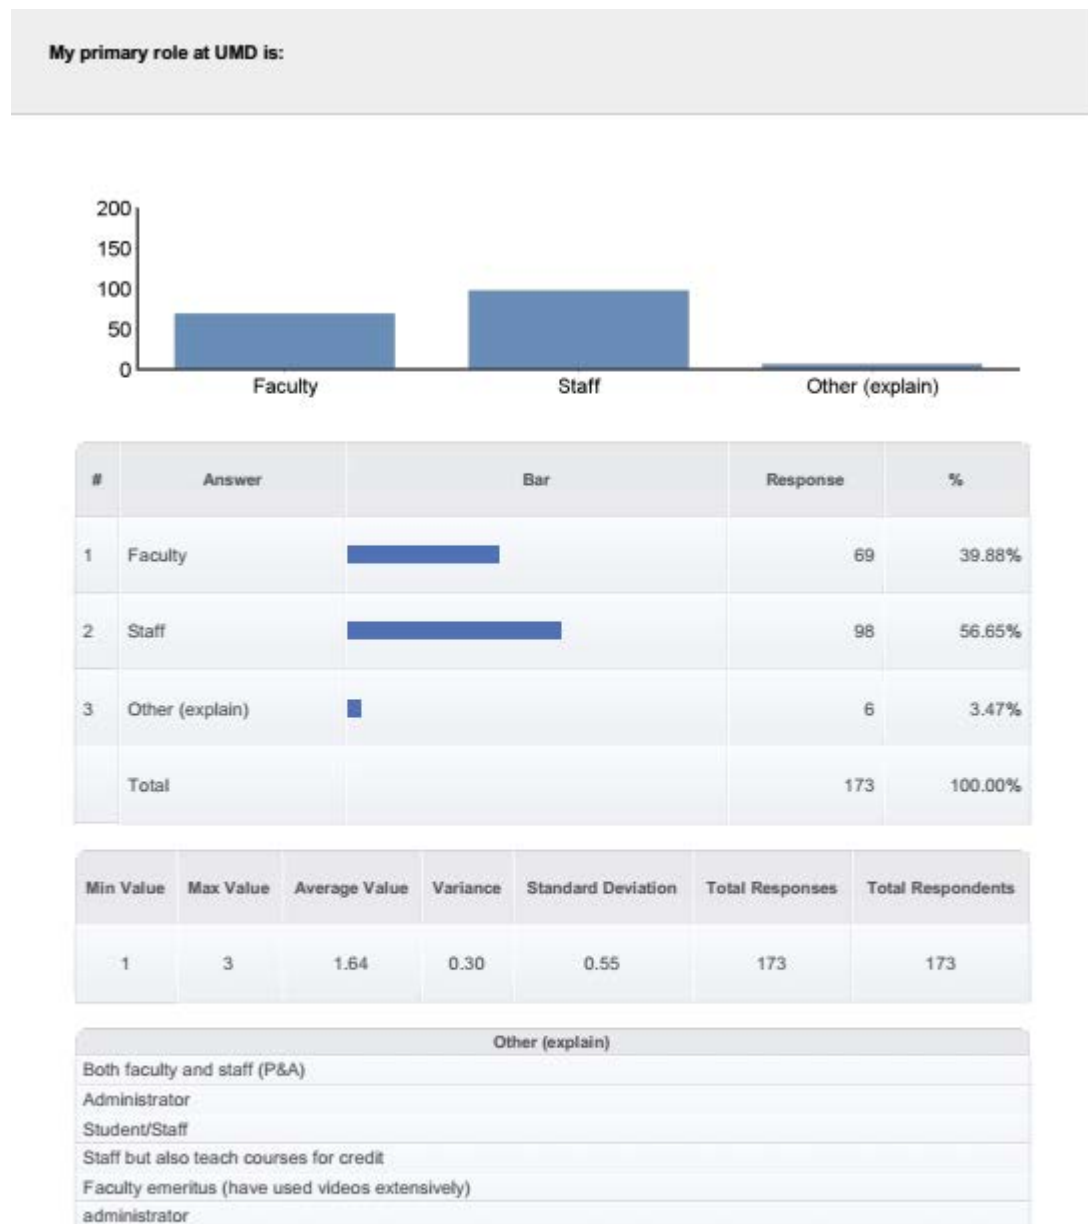 My primary role at UMD is:
200
150
100
50
0
Faculty Staff Other (explain)
# Answer Bar Response %
1 Faculty 69 39.88%
2 Staff 98 56.65%
3 Other (explain) 6 3.47%
Total 173 100.00%
Min Value Max Value Average Value Variance Standard Deviation Total Responses Total Respondents
1 3 1.64 0.30 0.55 173 173
Other (explain)
Both faculty and staff (P&A)
Administrator
Student/Staff
Staff but also teach courses for credit
Faculty emeritus (have used videos extensively)
administrator